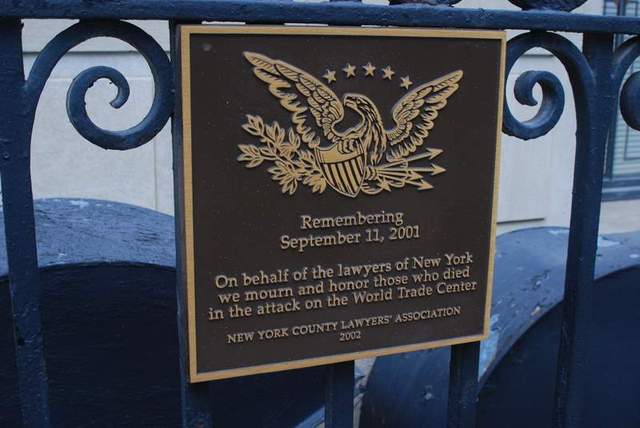 Remembering
September 11, 2001
On behalf of the lawyers of New York
we mourn and honor those who died
in the attack on the World Trade Center
NEW YORK COUNTY LAWYERS' ASSOCIATION
2002